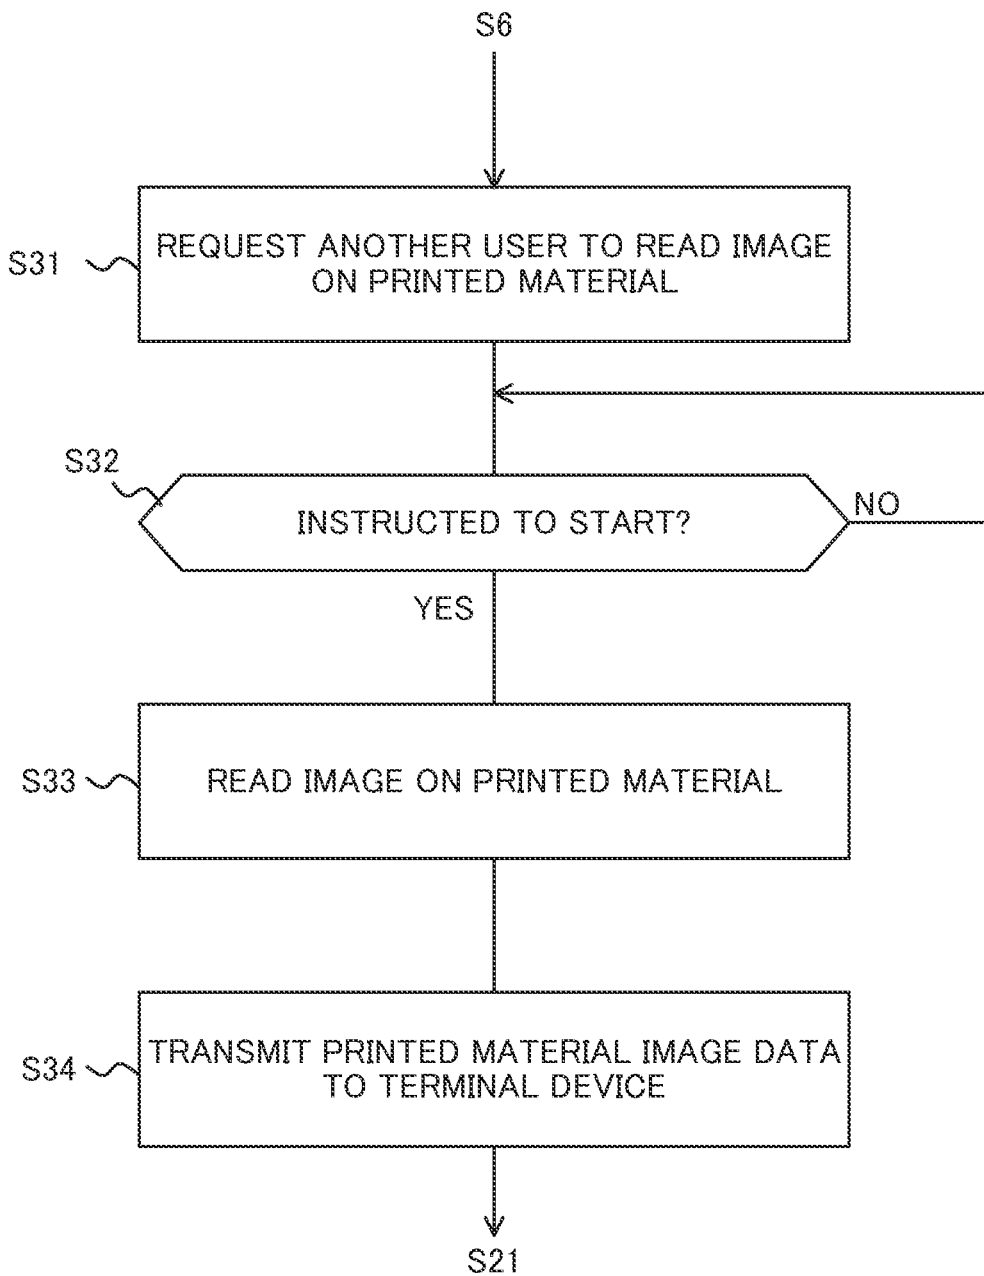 S6
S31
REQUEST ANOTHER USER TO READ IMAGE
ON PRINTED MATERIAL
S32
INSTRUCTED TO START?
NO
YES
S33
READ IMAGE ON PRINTED MATERIAL
S34
TRANSMIT PRINTED MATERIAL IMAGE DATA
TO TERMINAL DEVICE
S21